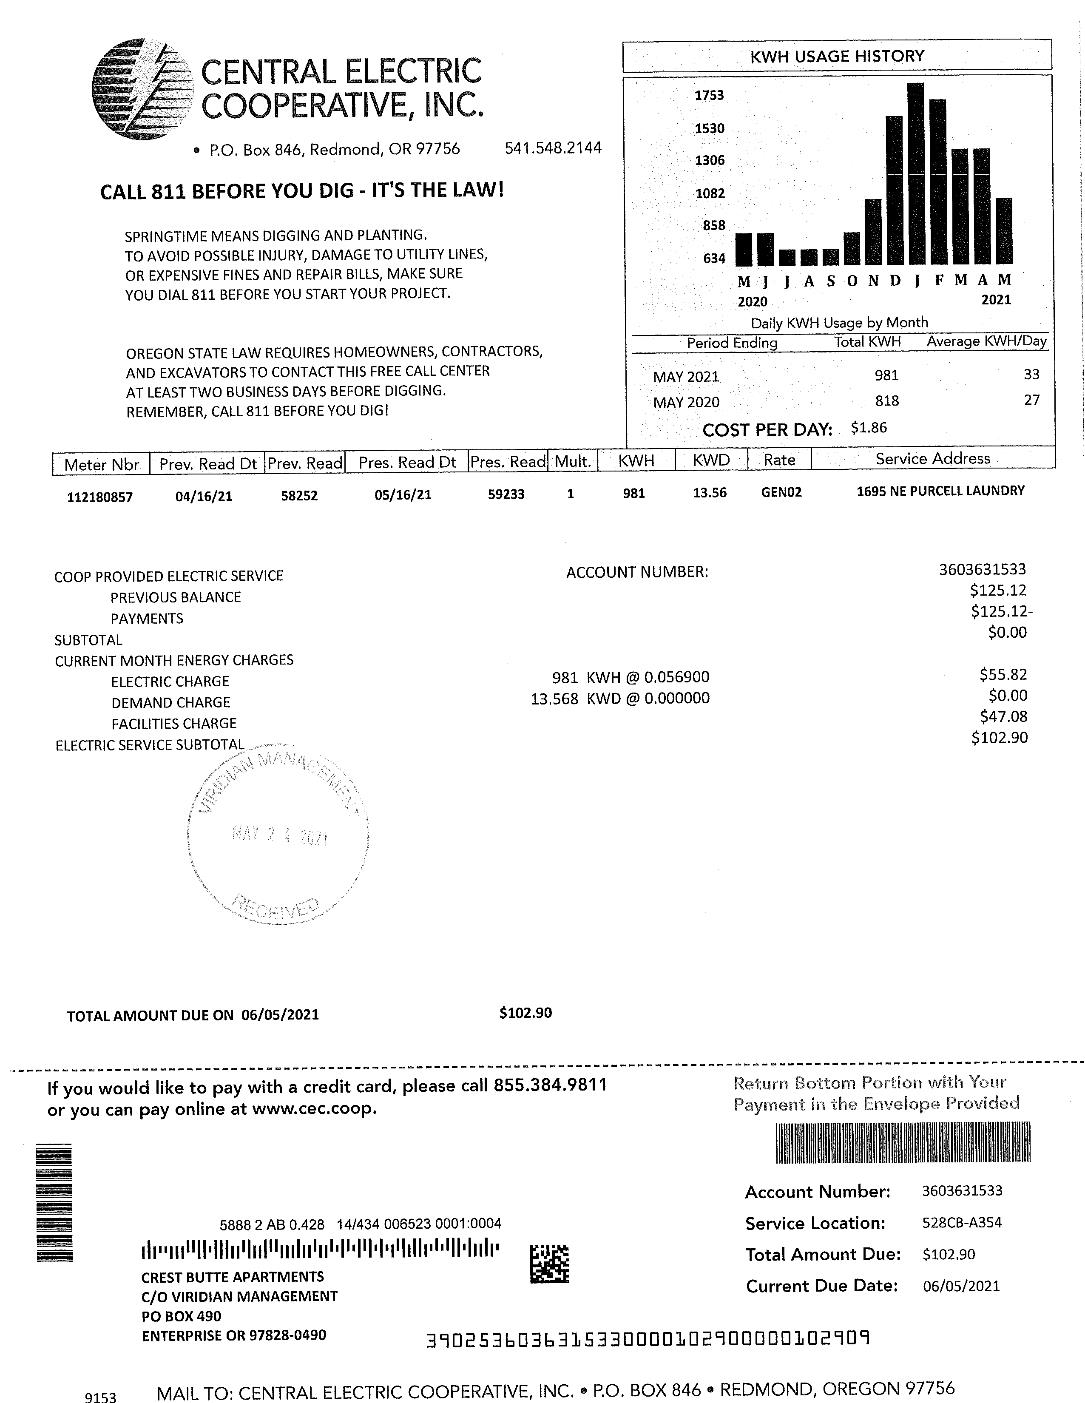 CENTRAL ELECTRIC
COOPERATIVE, INC.
• P.O. Box 846, Redmond, OR 97756 541.548.2144
CALL 811 BEFORE YOU DIG - IT'S THE LAW!
SPRINGTIME MEANS DIGGING AND PLANTING.
TO AVOID POSSIBLE INJURY, DAMAGE TO UTILITY LINES,
OR EXPENSIVE FINES AND REPAIR BILLS, MAKE SURE
YOU DIAL 811 BEFORE YOU START YOUR PROJECT.
OREGON STATE LAW REQUIRES HOMEOWNERS, CONTRACTORS,
AND EXCAVATORS TO CONTACT THIS FREE CALL CENTER
AT LEAST TWO BUSINESS DAYS BEFORE DIGGING.
REMEMBER, CALL 811 BEFORE YOU DIG!
KWH USAGE HISTORY
1753
1530
1306
1082
858
634
M J J A S O N D J F M A M
2020 2021
Daily KWH Usage by Month
Period Ending Total KWH Average KWH/Day
MAY 2021 981 33
MAY 2020 818 27
COST PER DAY: $1.86
Meter Nbr Prev. Read Dt Prev. Read Pres. Read Dt Pres. Read Mult. KWH KWD Rate Service Address
112180857 04/16/21 58252 05/16/21 59233 1 981 13.56 GEN02 1695 NE PURCELL LAUNDRY
COOP PROVIDED ELECTRIC SERVICE ACCOUNT NUMBER: 3603631533
PREVIOUS BALANCE $125.12
PAYMENTS $125.12-
SUBTOTAL $0.00
CURRENT MONTH ENERGY CHARGES
ELECTRIC CHARGE 981 KWH @ 0.056900 $55.82
DEMAND CHARGE 13.568 KWD @ 0.000000 $0.00
FACILITIES CHARGE $47.08
ELECTRIC SERVICE SUBTOTAL $102.90
VIRIDIAN MANAGEMENT
MAY 2 2021
RECEIVED
TOTAL AMOUNT DUE ON 06/05/2021 $102.90
If you would like to pay with a credit card, please call 855.384.9811
or you can pay online at www.cec.coop.
Return Bottom Portion with Your
Payment in the Envelope Provided
Account Number: 3603631533
Service Location: 528CB-A354
Total Amount Due: $102.90
Current Due Date: 06/05/2021
5888 2 AB 0.428 14/434 006523 0001:0004
CREST BUTTE APARTMENTS
C/O VIRIDIAN MANAGEMENT
PO BOX 490
ENTERPRISE OR 97828-0490
390253603631533000010290000010290​9
9153 MAIL TO: CENTRAL ELECTRIC COOPERATIVE, INC. • P.O. BOX 846 • REDMOND, OREGON 97756